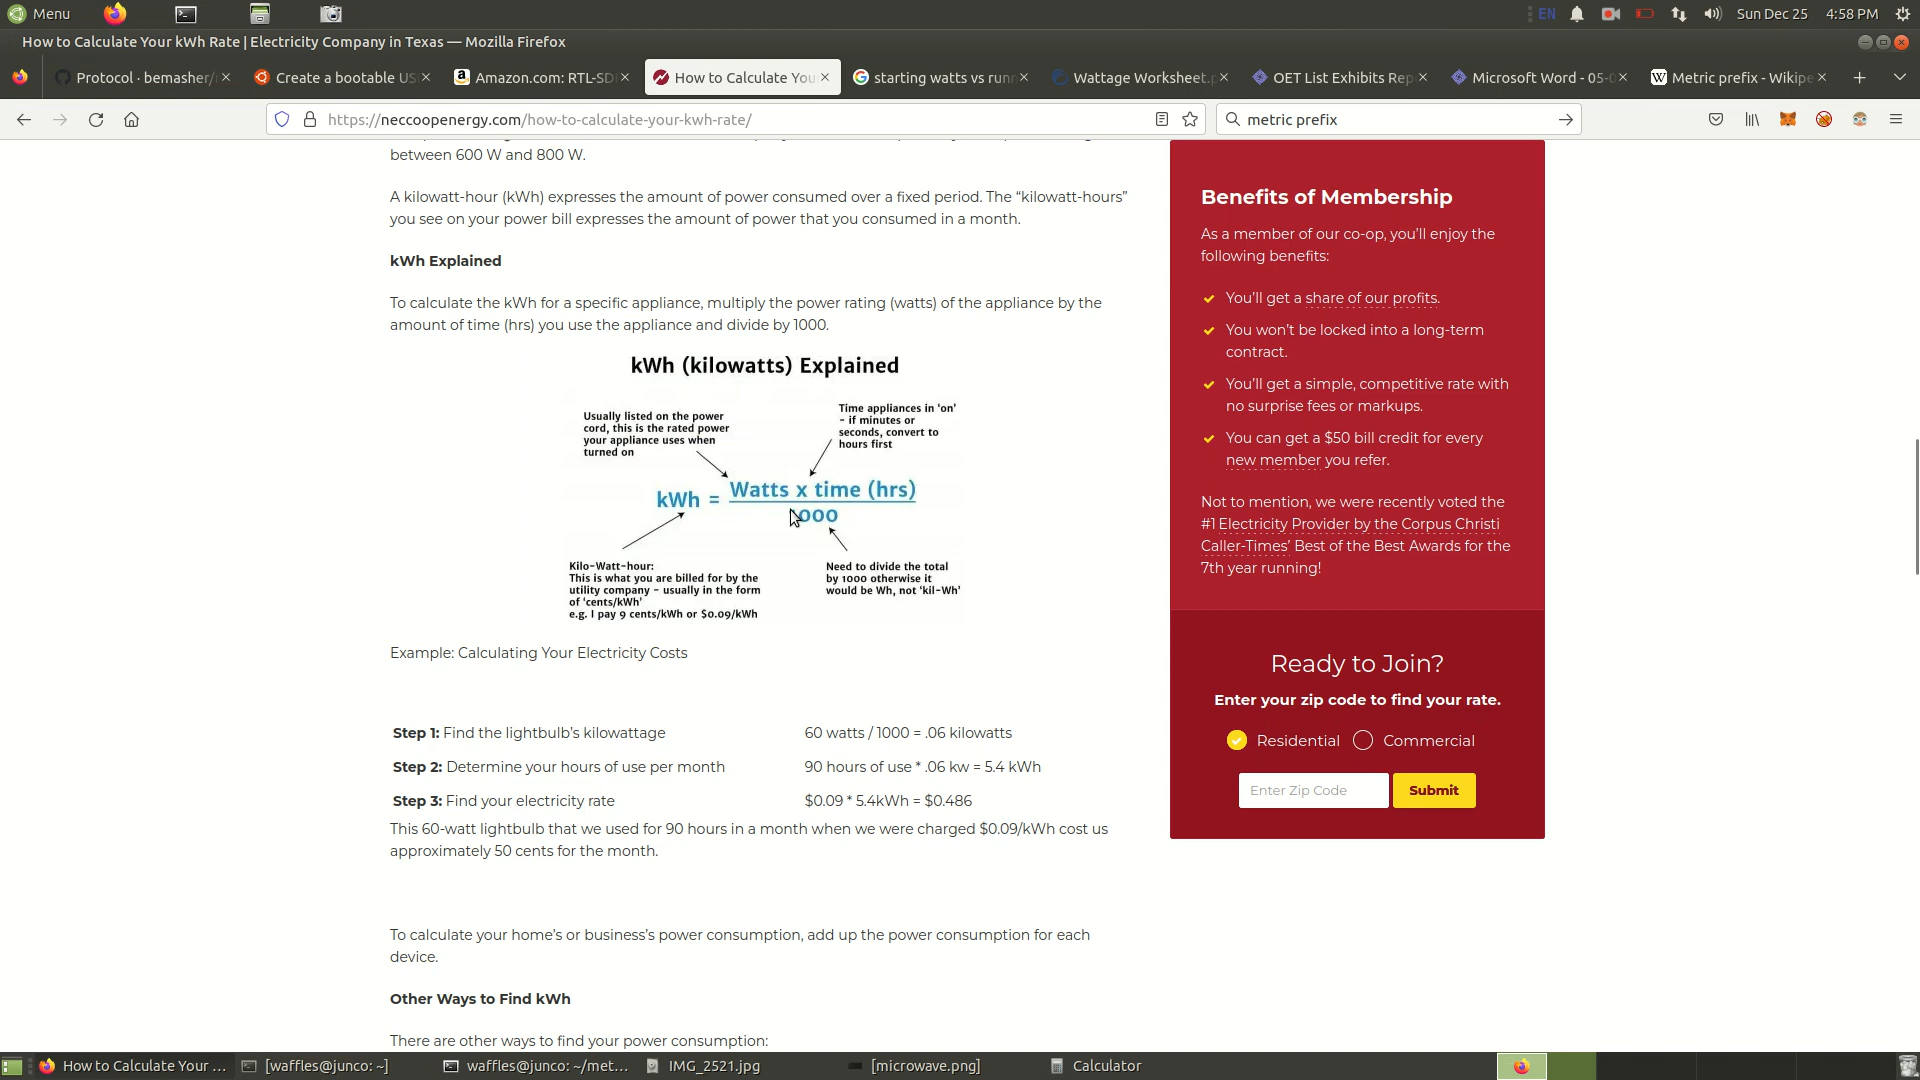 Menu
EN
Sun Dec 25
4:58 PM
How to Calculate Your kWh Rate | Electricity Company in Texas — Mozilla Firefox
Protocol · bemasher/
Create a bootable US
Amazon.com: RTL-SD
How to Calculate You
starting watts vs runn
Wattage Worksheet.p
OET List Exhibits Rep
Microsoft Word - 05-0
Metric prefix - Wikipe
https://neccoopenergy.com/how-to-calculate-your-kwh-rate/
metric prefix
between 600 W and 800 W.
A kilowatt-hour (kWh) expresses the amount of power consumed over a fixed period. The “kilowatt-hours”
you see on your power bill expresses the amount of power that you consumed in a month.
kWh Explained
To calculate the kWh for a specific appliance, multiply the power rating (watts) of the appliance by the
amount of time (hrs) you use the appliance and divide by 1000.
kWh (kilowatts) Explained
Usually listed on the power
cord, this is the rated power
your appliance uses when
turned on
Time appliances in ‘on’
- if minutes or
seconds, convert to
hours first
kWh = Watts x time (hrs)
1000
Kilo-Watt-hour:
This is what you are billed for by the
utility company - usually in the form
of ‘cents/kWh’
e.g. I pay 9 cents/kWh or $0.09/kWh
Need to divide the total
by 1000 otherwise it
would be Wh, not ‘kil-Wh’
Example: Calculating Your Electricity Costs
Step 1: Find the lightbulb’s kilowattage
60 watts / 1000 = .06 kilowatts
Step 2: Determine your hours of use per month
90 hours of use * .06 kw = 5.4 kWh
Step 3: Find your electricity rate
$0.09 * 5.4kWh = $0.486
This 60-watt lightbulb that we used for 90 hours in a month when we were charged $0.09/kWh cost us
approximately 50 cents for the month.
To calculate your home’s or business’s power consumption, add up the power consumption for each
device.
Other Ways to Find kWh
There are other ways to find your power consumption:
Benefits of Membership
As a member of our co-op, you’ll enjoy the
following benefits:
You’ll get a share of our profits.
You won’t be locked into a long-term
contract.
You’ll get a simple, competitive rate with
no surprise fees or markups.
You can get a $50 bill credit for every
new member you refer.
Not to mention, we were recently voted the
#1 Electricity Provider by the Corpus Christi
Caller-Times’ Best of the Best Awards for the
7th year running!
Ready to Join?
Enter your zip code to find your rate.
Residential
Commercial
Enter Zip Code
Submit
How to Calculate Your ...
[waffles@junco: ~]
waffles@junco: ~/met...
IMG_2521.jpg
[microwave.png]
Calculator